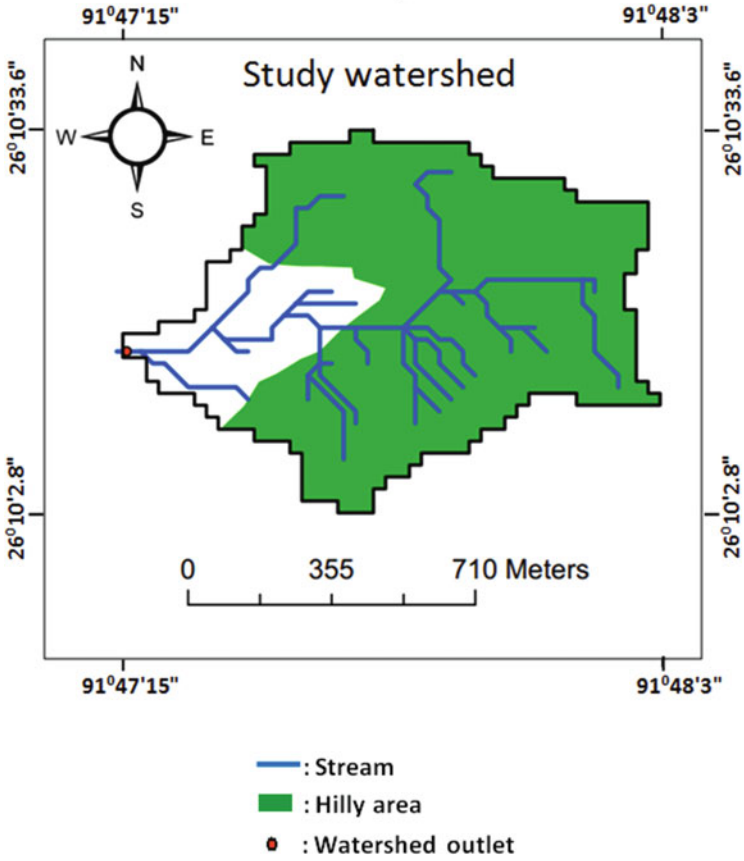 91⁰47'15" 91⁰48'3"
Study watershed
N
W E
S
26⁰10'33.6" 26⁰10'33.6"
26⁰10'2.8" 26⁰10'2.8"
0 355 710 Meters
91⁰47'15" 91⁰48'3"
: Stream
: Hilly area
: Watershed outlet